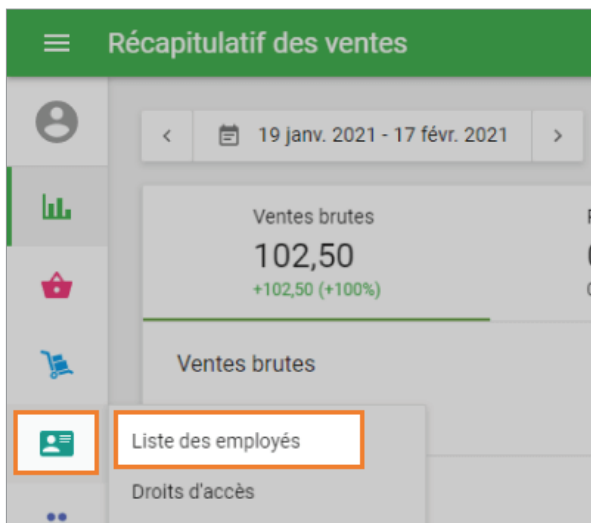 Récapitulatif des ventes
19 janv. 2021 - 17 févr. 2021
Ventes brutes
102,50
+102,50 (+100%)
Ventes brutes
Liste des employés
Droits d'accès